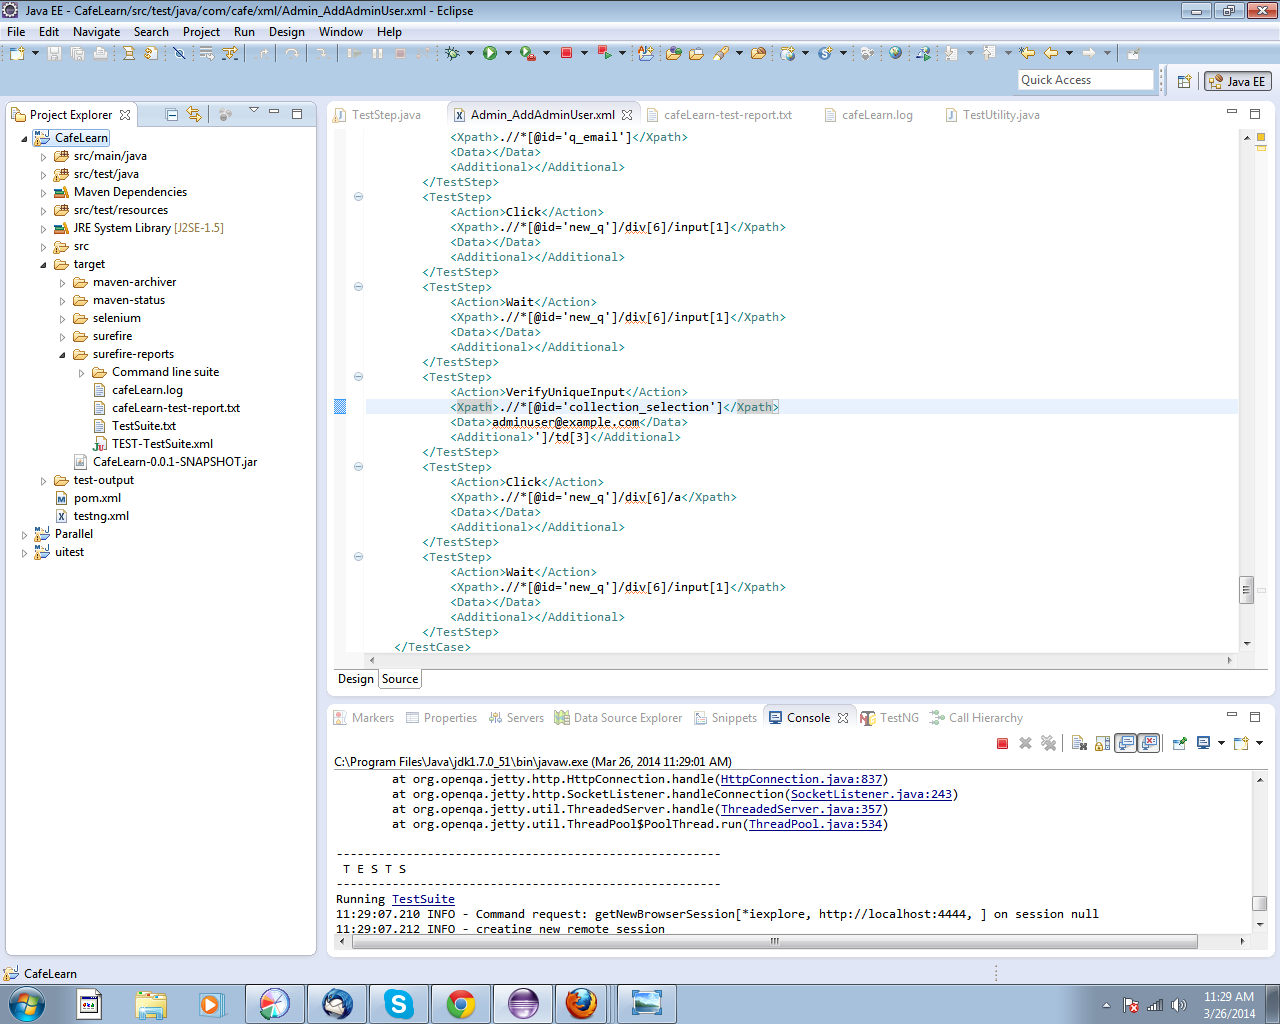 Java EE - CafeLearn/src/test/java/com/cafe/xml/Admin_AddAdminUser.xml - Eclipse
File Edit Navigate Search Project Run Design Window Help
Quick Access
Java EE
Project Explorer
CafeLearn
src/main/java
src/test/java
Maven Dependencies
src/test/resources
JRE System Library [J2SE-1.5]
src
target
maven-archiver
maven-status
selenium
surefire
surefire-reports
Command line suite
cafeLearn.log
cafeLearn-test-report.txt
TestSuite.txt
TEST-TestSuite.xml
CafeLearn-0.0.1-SNAPSHOT.jar
test-output
pom.xml
testng.xml
Parallel
uitest
TestStep.java Admin_AddAdminUser.xml cafeLearn-test-report.txt cafeLearn.log TestUtility.java
<Xpath>.//*[@id='q_email']</Xpath>
<Data></Data>
<Additional></Additional>
</TestStep>
<TestStep>
<Action>Click</Action>
<Xpath>.//*[@id='new_q']/div[6]/input[1]</Xpath>
<Data></Data>
<Additional></Additional>
</TestStep>
<TestStep>
<Action>Wait</Action>
<Xpath>.//*[@id='new_q']/div[6]/input[1]</Xpath>
<Data></Data>
<Additional></Additional>
</TestStep>
<TestStep>
<Action>VerifyUniqueInput</Action>
<Xpath>.//*[@id='collection_selection']</Xpath>
<Data>adminuser@example.com</Data>
<Additional>']/td[3]</Additional>
</TestStep>
<TestStep>
<Action>Click</Action>
<Xpath>.//*[@id='new_q']/div[6]/a</Xpath>
<Data></Data>
<Additional></Additional>
</TestStep>
<TestStep>
<Action>Wait</Action>
<Xpath>.//*[@id='new_q']/div[6]/input[1]</Xpath>
<Data></Data>
<Additional></Additional>
</TestStep>
</TestCase>
Design Source
Markers Properties Servers Data Source Explorer Snippets Console TestNG Call Hierarchy
C:\Program Files\Java\jdk1.7.0_51\bin\javaw.exe (Mar 26, 2014 11:29:01 AM)
at org.openqa.jetty.http.HttpConnection.handle(HttpConnection.java:837)
at org.openqa.jetty.http.SocketListener.handleConnection(SocketListener.java:243)
at org.openqa.jetty.util.ThreadedServer.handle(ThreadedServer.java:357)
at org.openqa.jetty.util.ThreadPool$PoolThread.run(ThreadPool.java:534)
-------------------------------------------------------
T E S T S
-------------------------------------------------------
Running TestSuite
11:29:07.210 INFO - Command request: getNewBrowserSession[*iexplore, http://localhost:4444, ] on session null
11:29:07.212 INFO - creating new remote session
CafeLearn
11:29 AM
3/26/2014